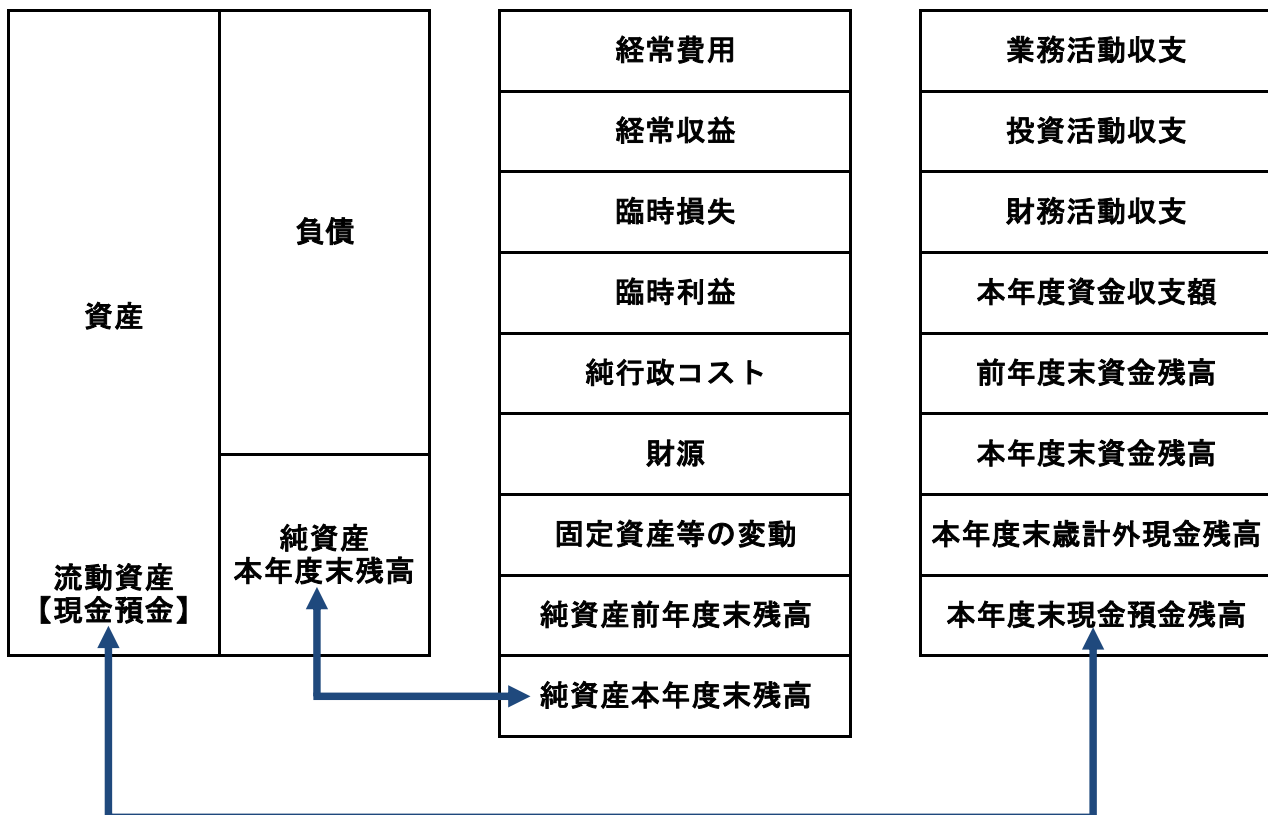 資産
流動資産
【現金預金】
負債
純資産
本年度末残高
経常費用
経常収益
臨時損失
臨時利益
純行政コスト
財源
固定資産等の変動
純資産前年度末残高
純資産本年度末残高
業務活動収支
投資活動収支
財務活動収支
本年度資金収支額
前年度末資金残高
本年度末資金残高
本年度末歳計外現金残高
本年度末現金預金残高